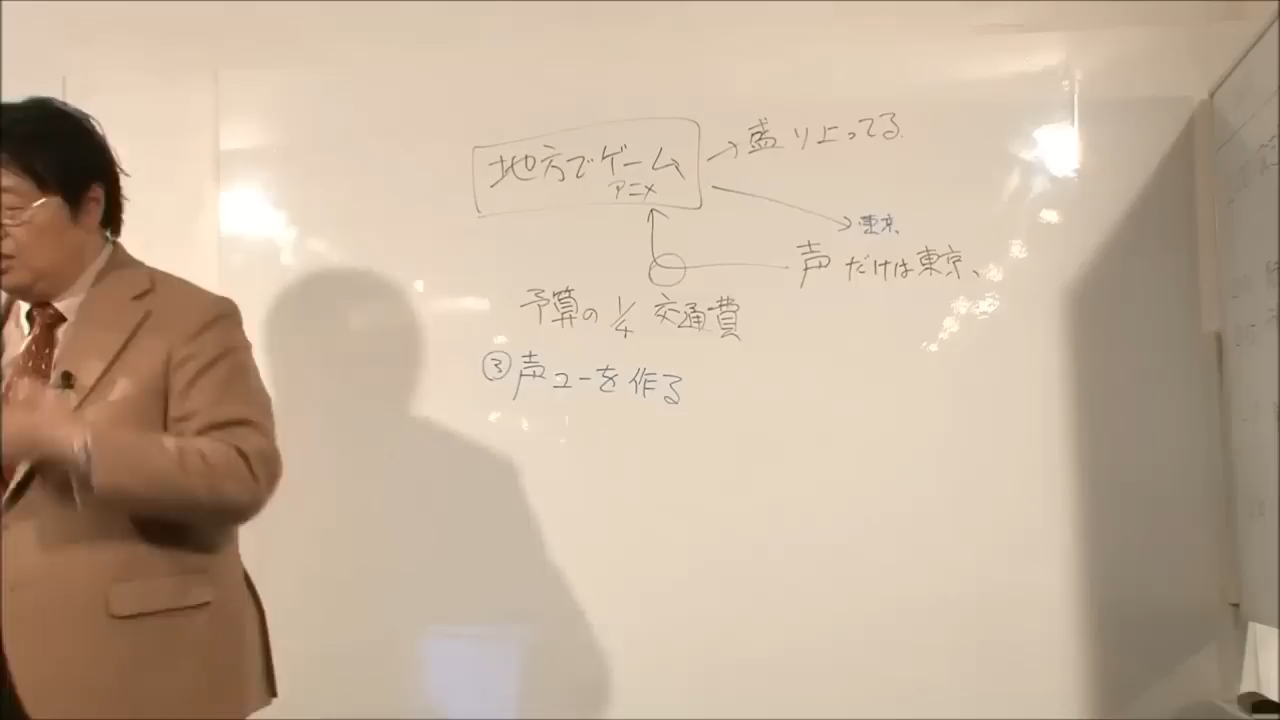 盛り上ってる
地方でゲーム
アニメ
東京
声だけは東京、
予算の1/4 交通費
③声ユーを作る